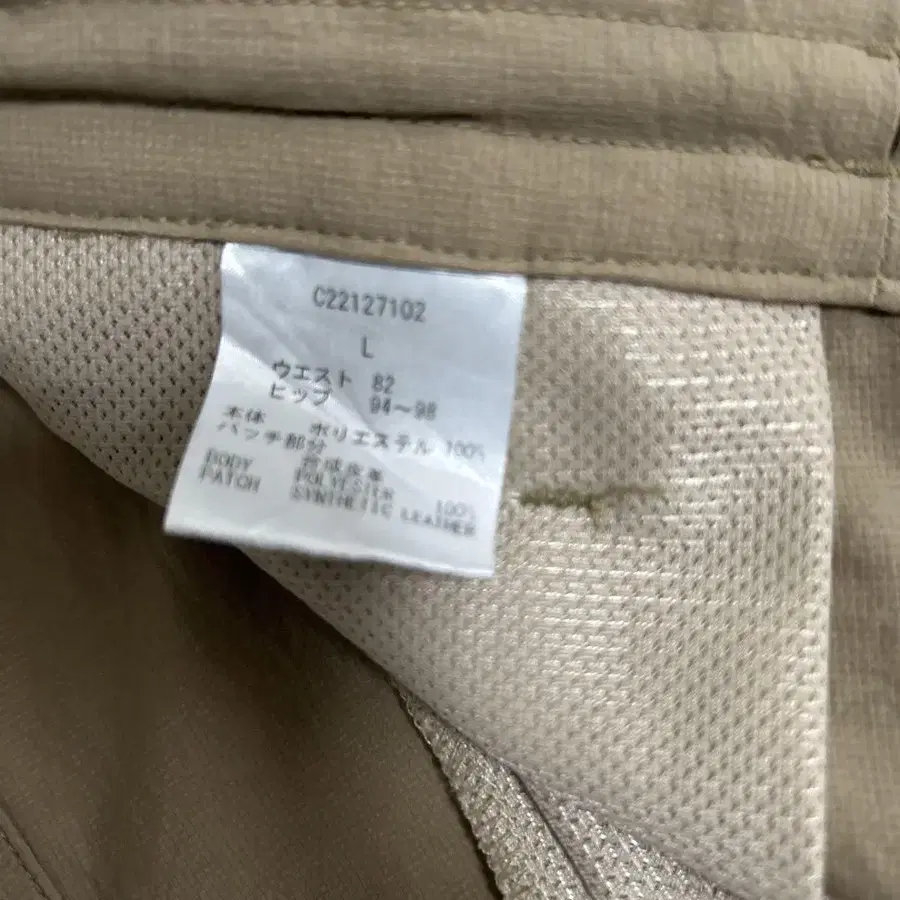 C22127102
L
ウエスト 82
ヒップ 94~98
本体 ポリエステル 100%
パッチ部分 合成皮革
BODY POLYESTER 100%
PATCH SYNTHETIC LEATHER